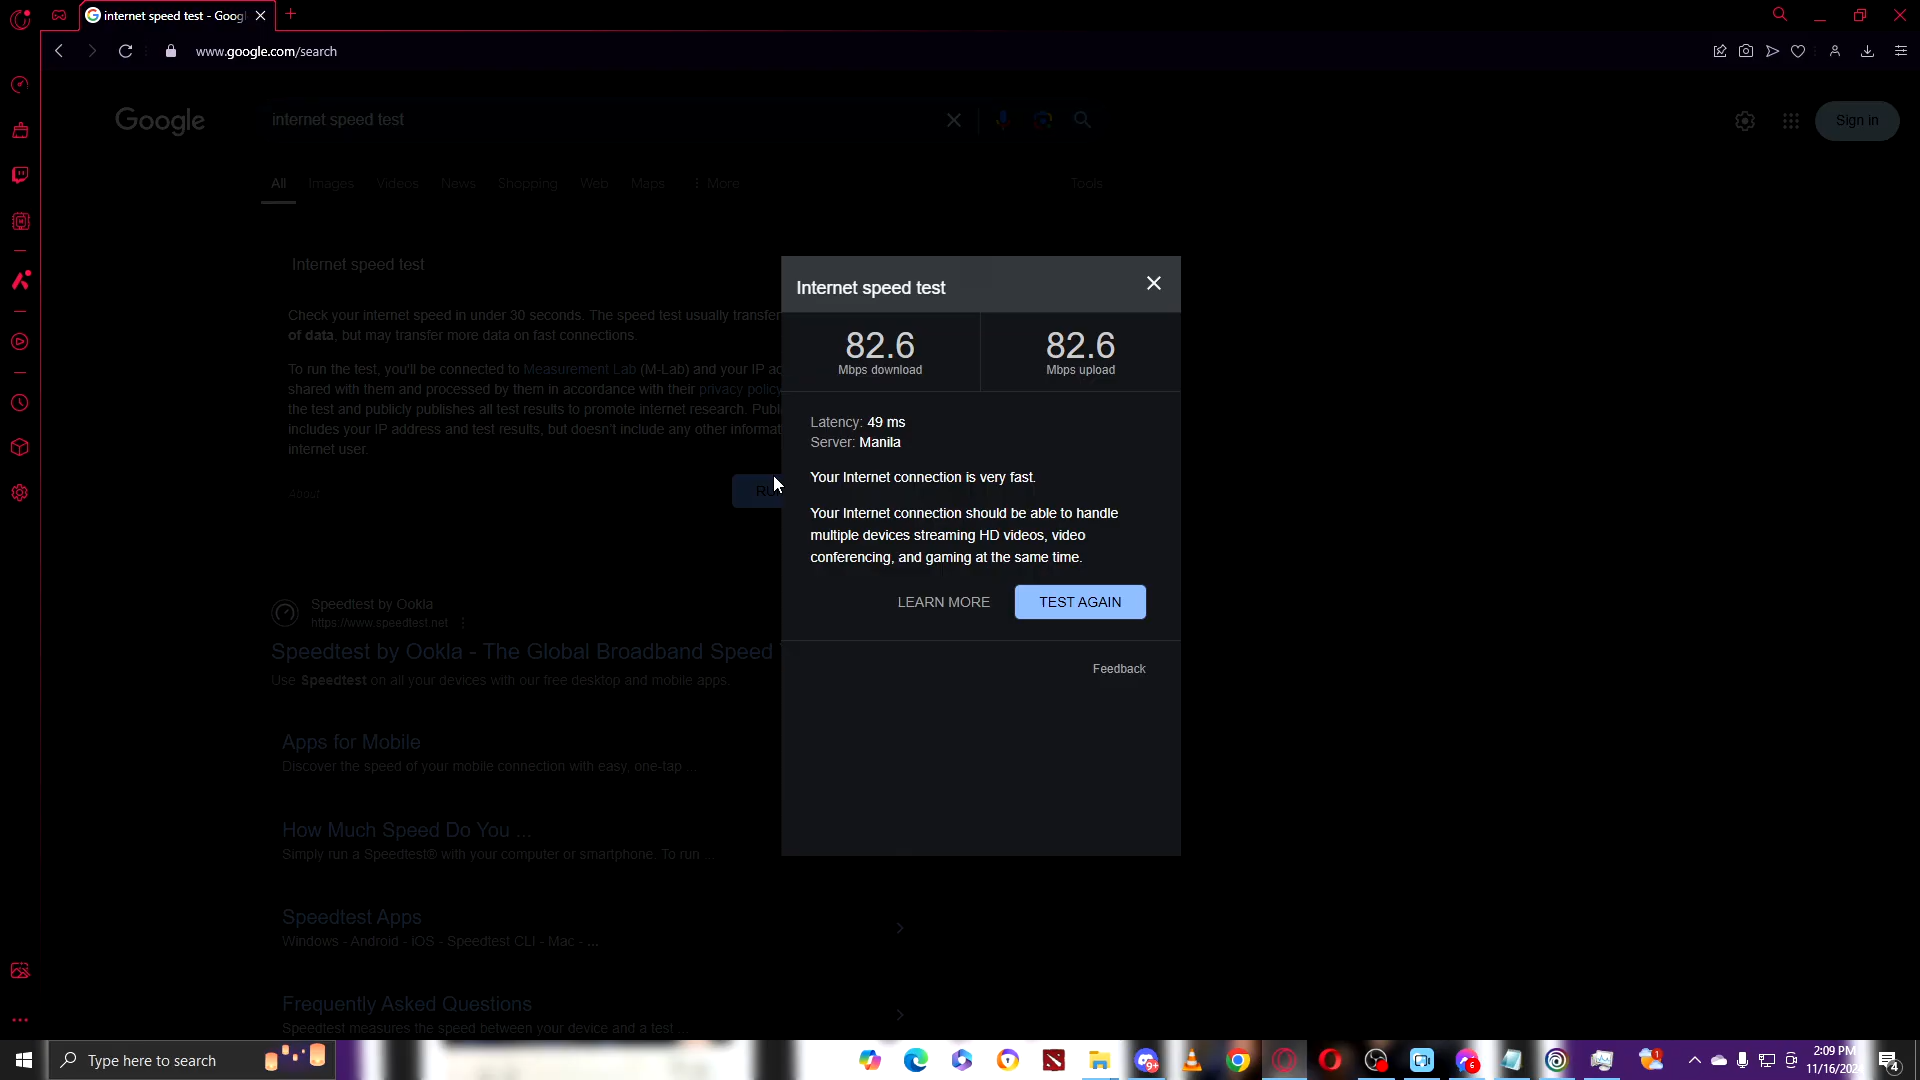 internet speed test - Goog
www.google.com/search
Google
internet speed test
Sign in
All
Images
Videos
News
Shopping
Web
Maps
More
Tools
Internet speed test
Check your internet speed in under 30 seconds. The speed test usually transfer
of data, but may transfer more data on fast connections.
To run the test, you'll be connected to Measurement Lab (M-Lab) and your IP
shared with them and processed by them in accordance with their privacy policy
the test and publicly publishes all test results to promote internet research.
includes your IP address and test results, but doesn't include any other
internet user.
About
Internet speed test
82.6
Mbps download
82.6
Mbps upload
Latency: 49 ms
Server: Manila
Your Internet connection is very fast.
Your Internet connection should be able to handle
multiple devices streaming HD videos, video
conferencing, and gaming at the same time.
LEARN MORE
TEST AGAIN
Feedback
Speedtest by Ookla
https://www.speedtest.net
Speedtest by Ookla - The Global Broadband Speed
Use Speedtest on all your devices with our free desktop and mobile apps.
Apps for Mobile
Discover the speed of your mobile connection with easy, one-tap ...
How Much Speed Do You ...
Simply run a Speedtest® with your computer or smartphone. To run ...
Speedtest Apps
Windows - Android - iOS - Speedtest CLI - Mac - ...
Frequently Asked Questions
Speedtest measures the speed between your device and a test ...
Type here to search
9+
6
1
2:09 PM
11/16/202
4